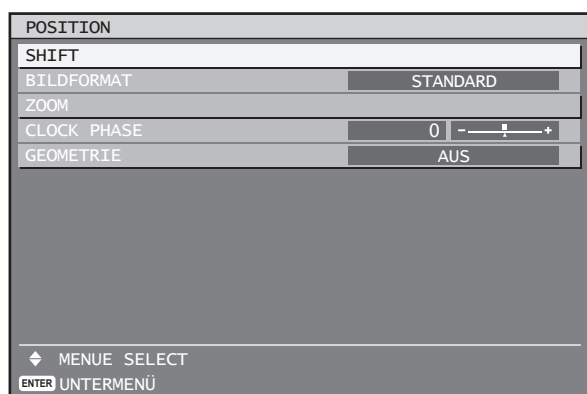 POSITION
SHIFT
BILDFORMAT STANDARD
ZOOM
CLOCK PHASE 0 - +
GEOMETRIE AUS
MENUE SELECT
ENTER UNTERMENÜ